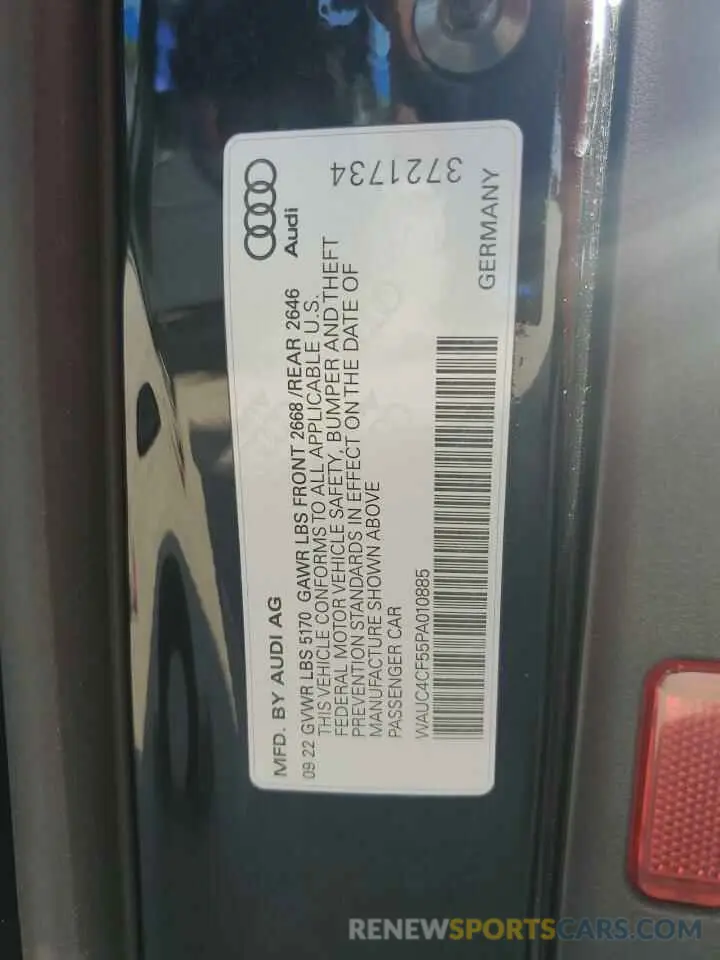 MFD. BY AUDI AG
Audi
3721734
09 22 GVWR LBS 5170 GAWR LBS FRONT 2668/REAR 2646
THIS VEHICLE CONFORMS TO ALL APPLICABLE U.S.
FEDERAL MOTOR VEHICLE SAFETY, BUMPER AND THEFT
PREVENTION STANDARDS IN EFFECT ON THE DATE OF
MANUFACTURE SHOWN ABOVE
PASSENGER CAR
WAUC4CF55PA010885
GERMANY
RENEWSPORTSCARS.COM